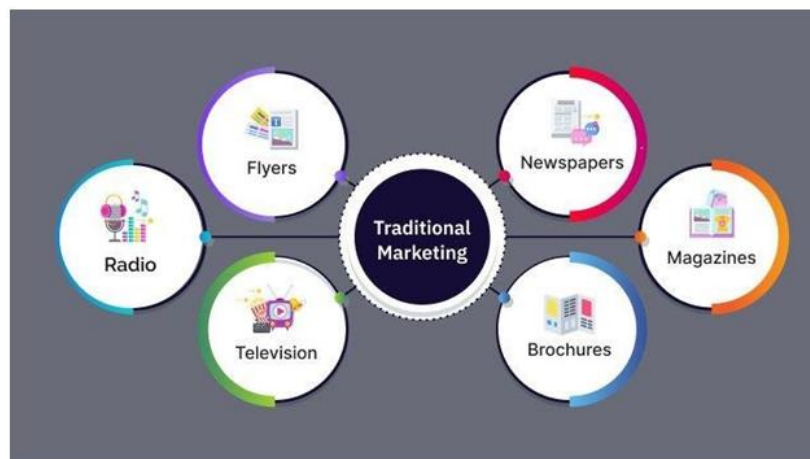 Flyers
Newspapers
Radio
Traditional
Marketing
Magazines
Television
Brochures